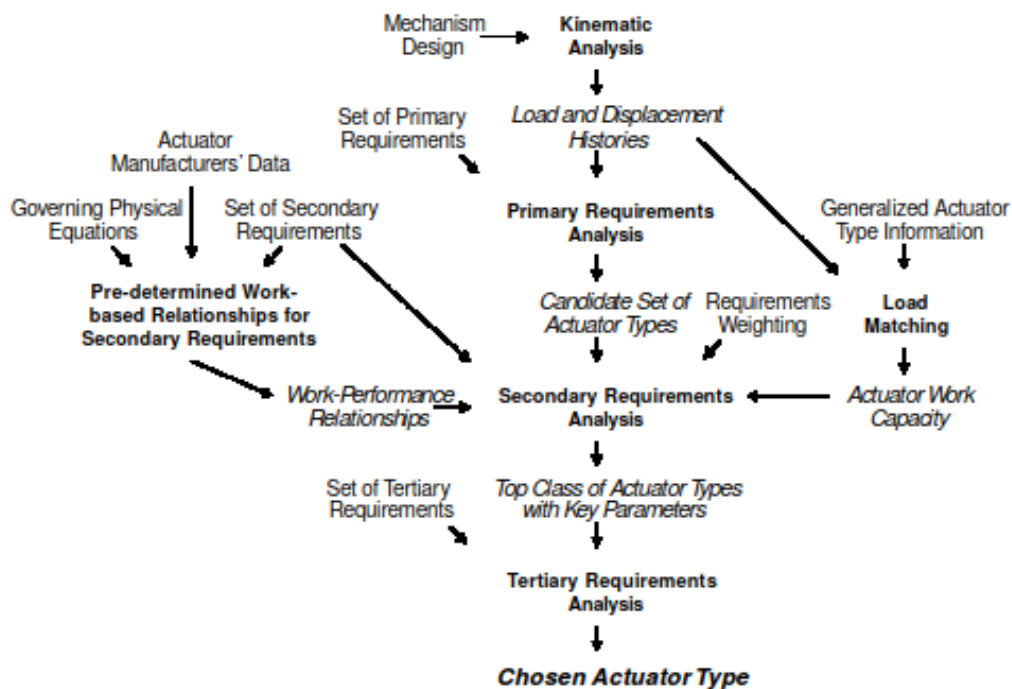 Mechanism
Design
Kinematic
Analysis
Set of Primary
Requirements
Load and Displacement
Histories
Actuator
Manufacturers' Data
Governing Physical
Equations
Set of Secondary
Requirements
Primary Requirements
Analysis
Generalized Actuator
Type Information
Pre-determined Work-
based Relationships for
Secondary Requirements
Candidate Set of
Actuator Types
Requirements
Weighting
Load
Matching
Work-Performance
Relationships
Secondary Requirements
Analysis
Actuator Work
Capacity
Set of Tertiary
Requirements
Top Class of Actuator Types
with Key Parameters
Tertiary Requirements
Analysis
Chosen Actuator Type